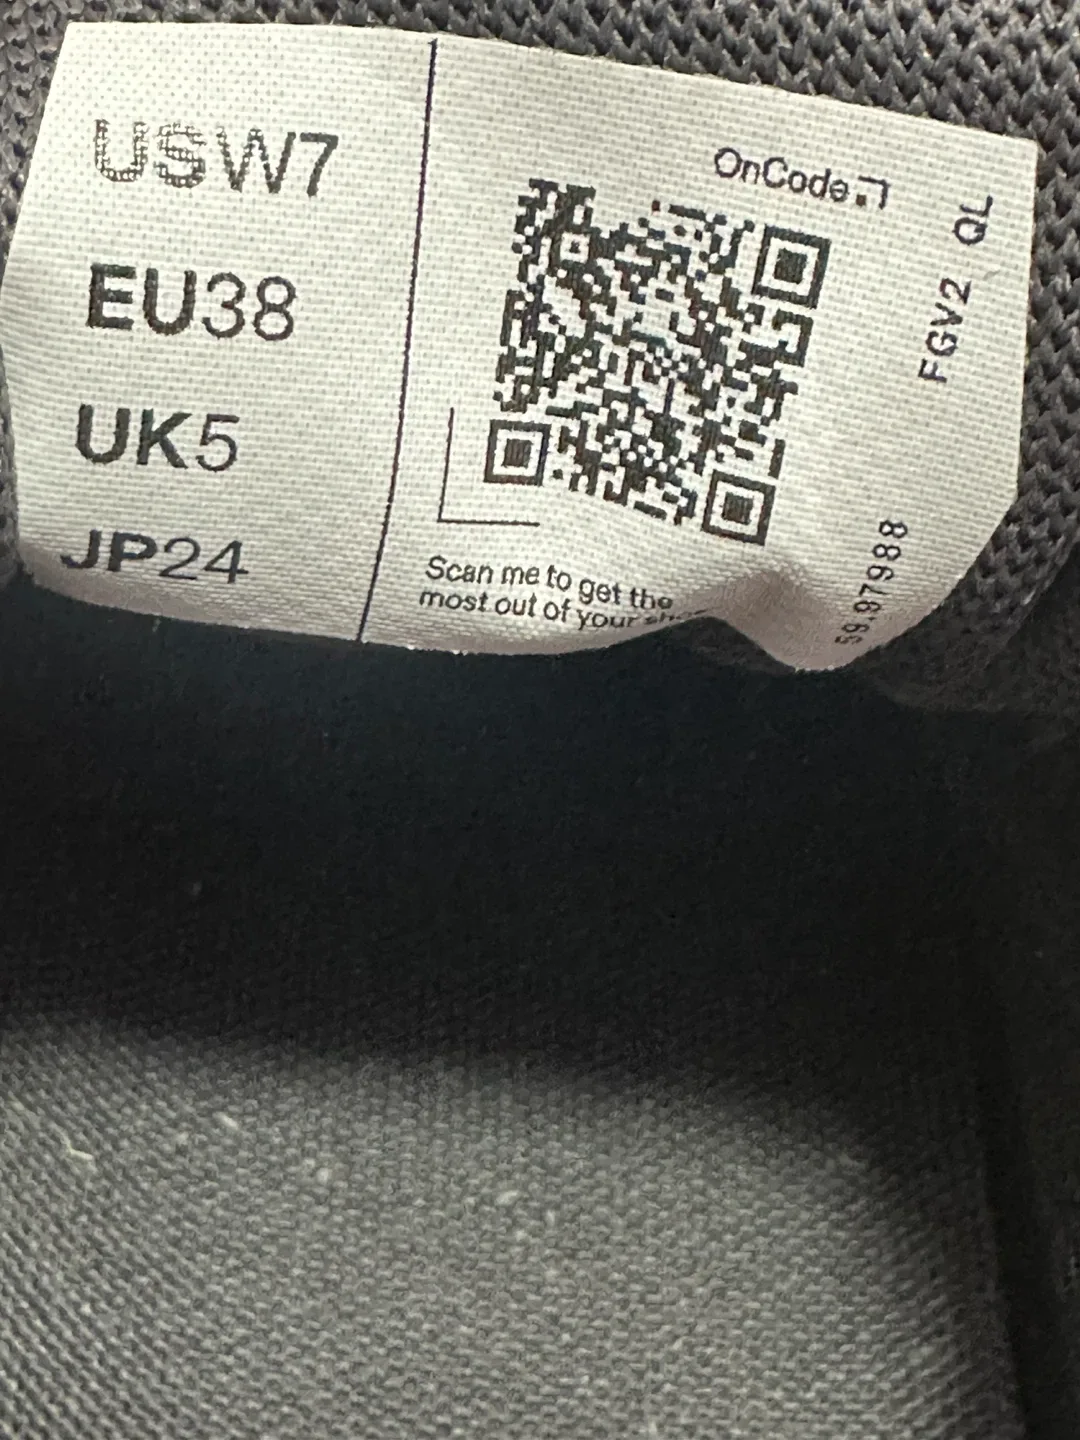 USW7
EU38
UK5
JP24
OnCode
Scan me to get the
most out of your
FGV2 QL
59.97988